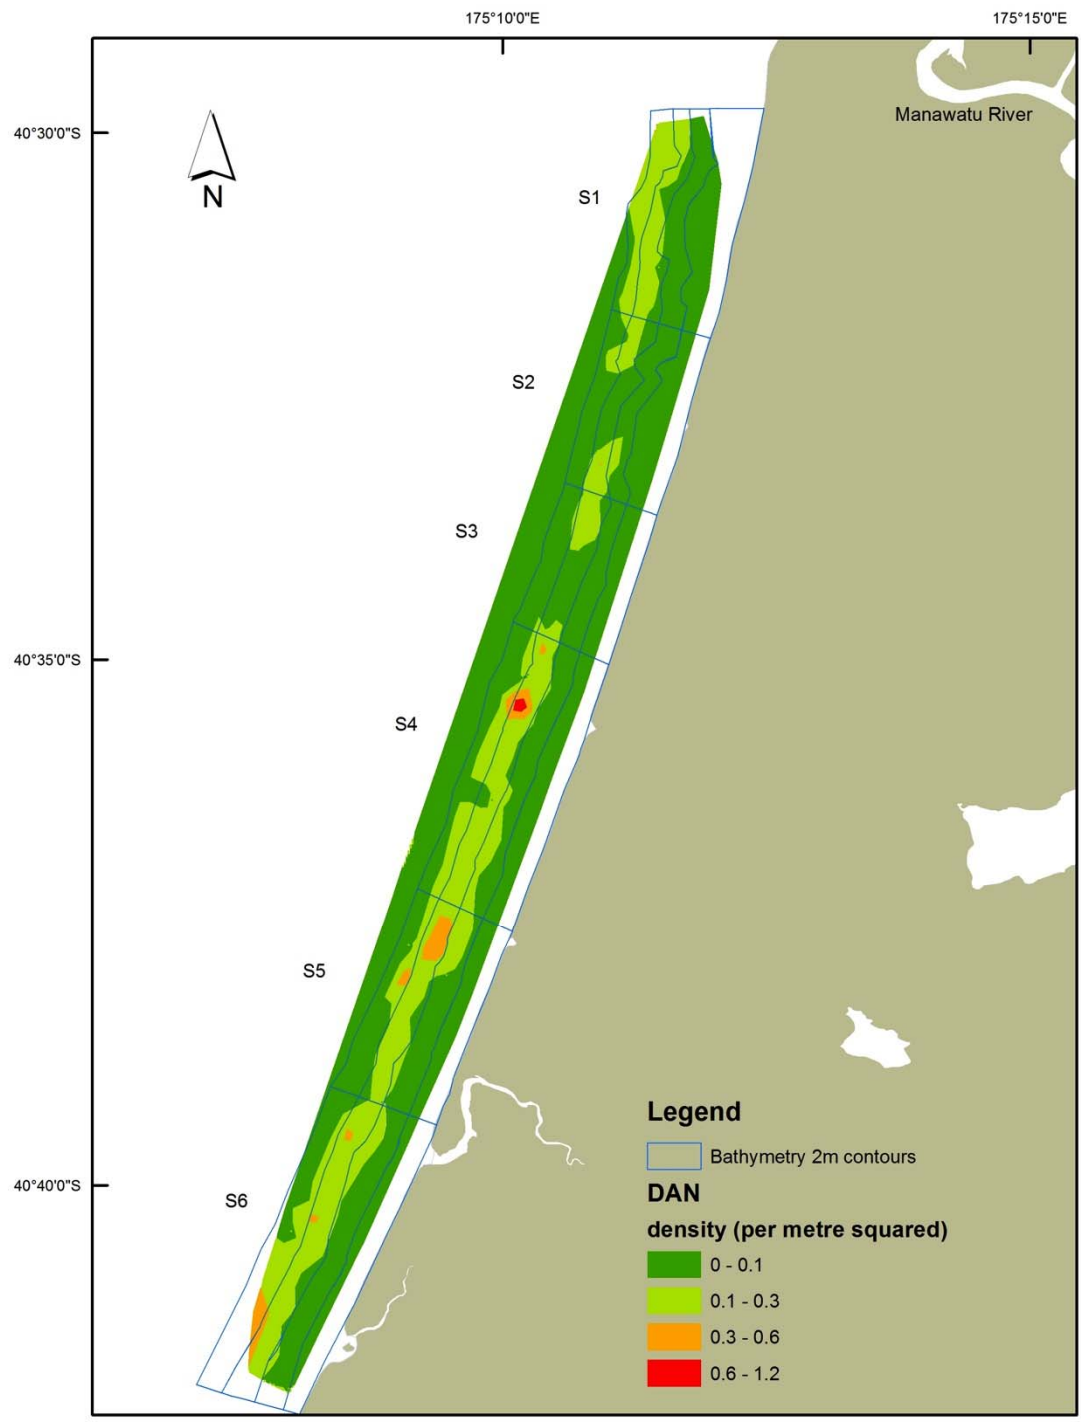 175°10'0"E
175°15'0"E
40°30'0"S
Manawatu River
N
S1
S2
S3
40°35'0"S
S4
S5
Legend
Bathymetry 2m contours
40°40'0"S
DAN
S6
density (per metre squared)
0 - 0.1
0.1 - 0.3
0.3 - 0.6
0.6 - 1.2